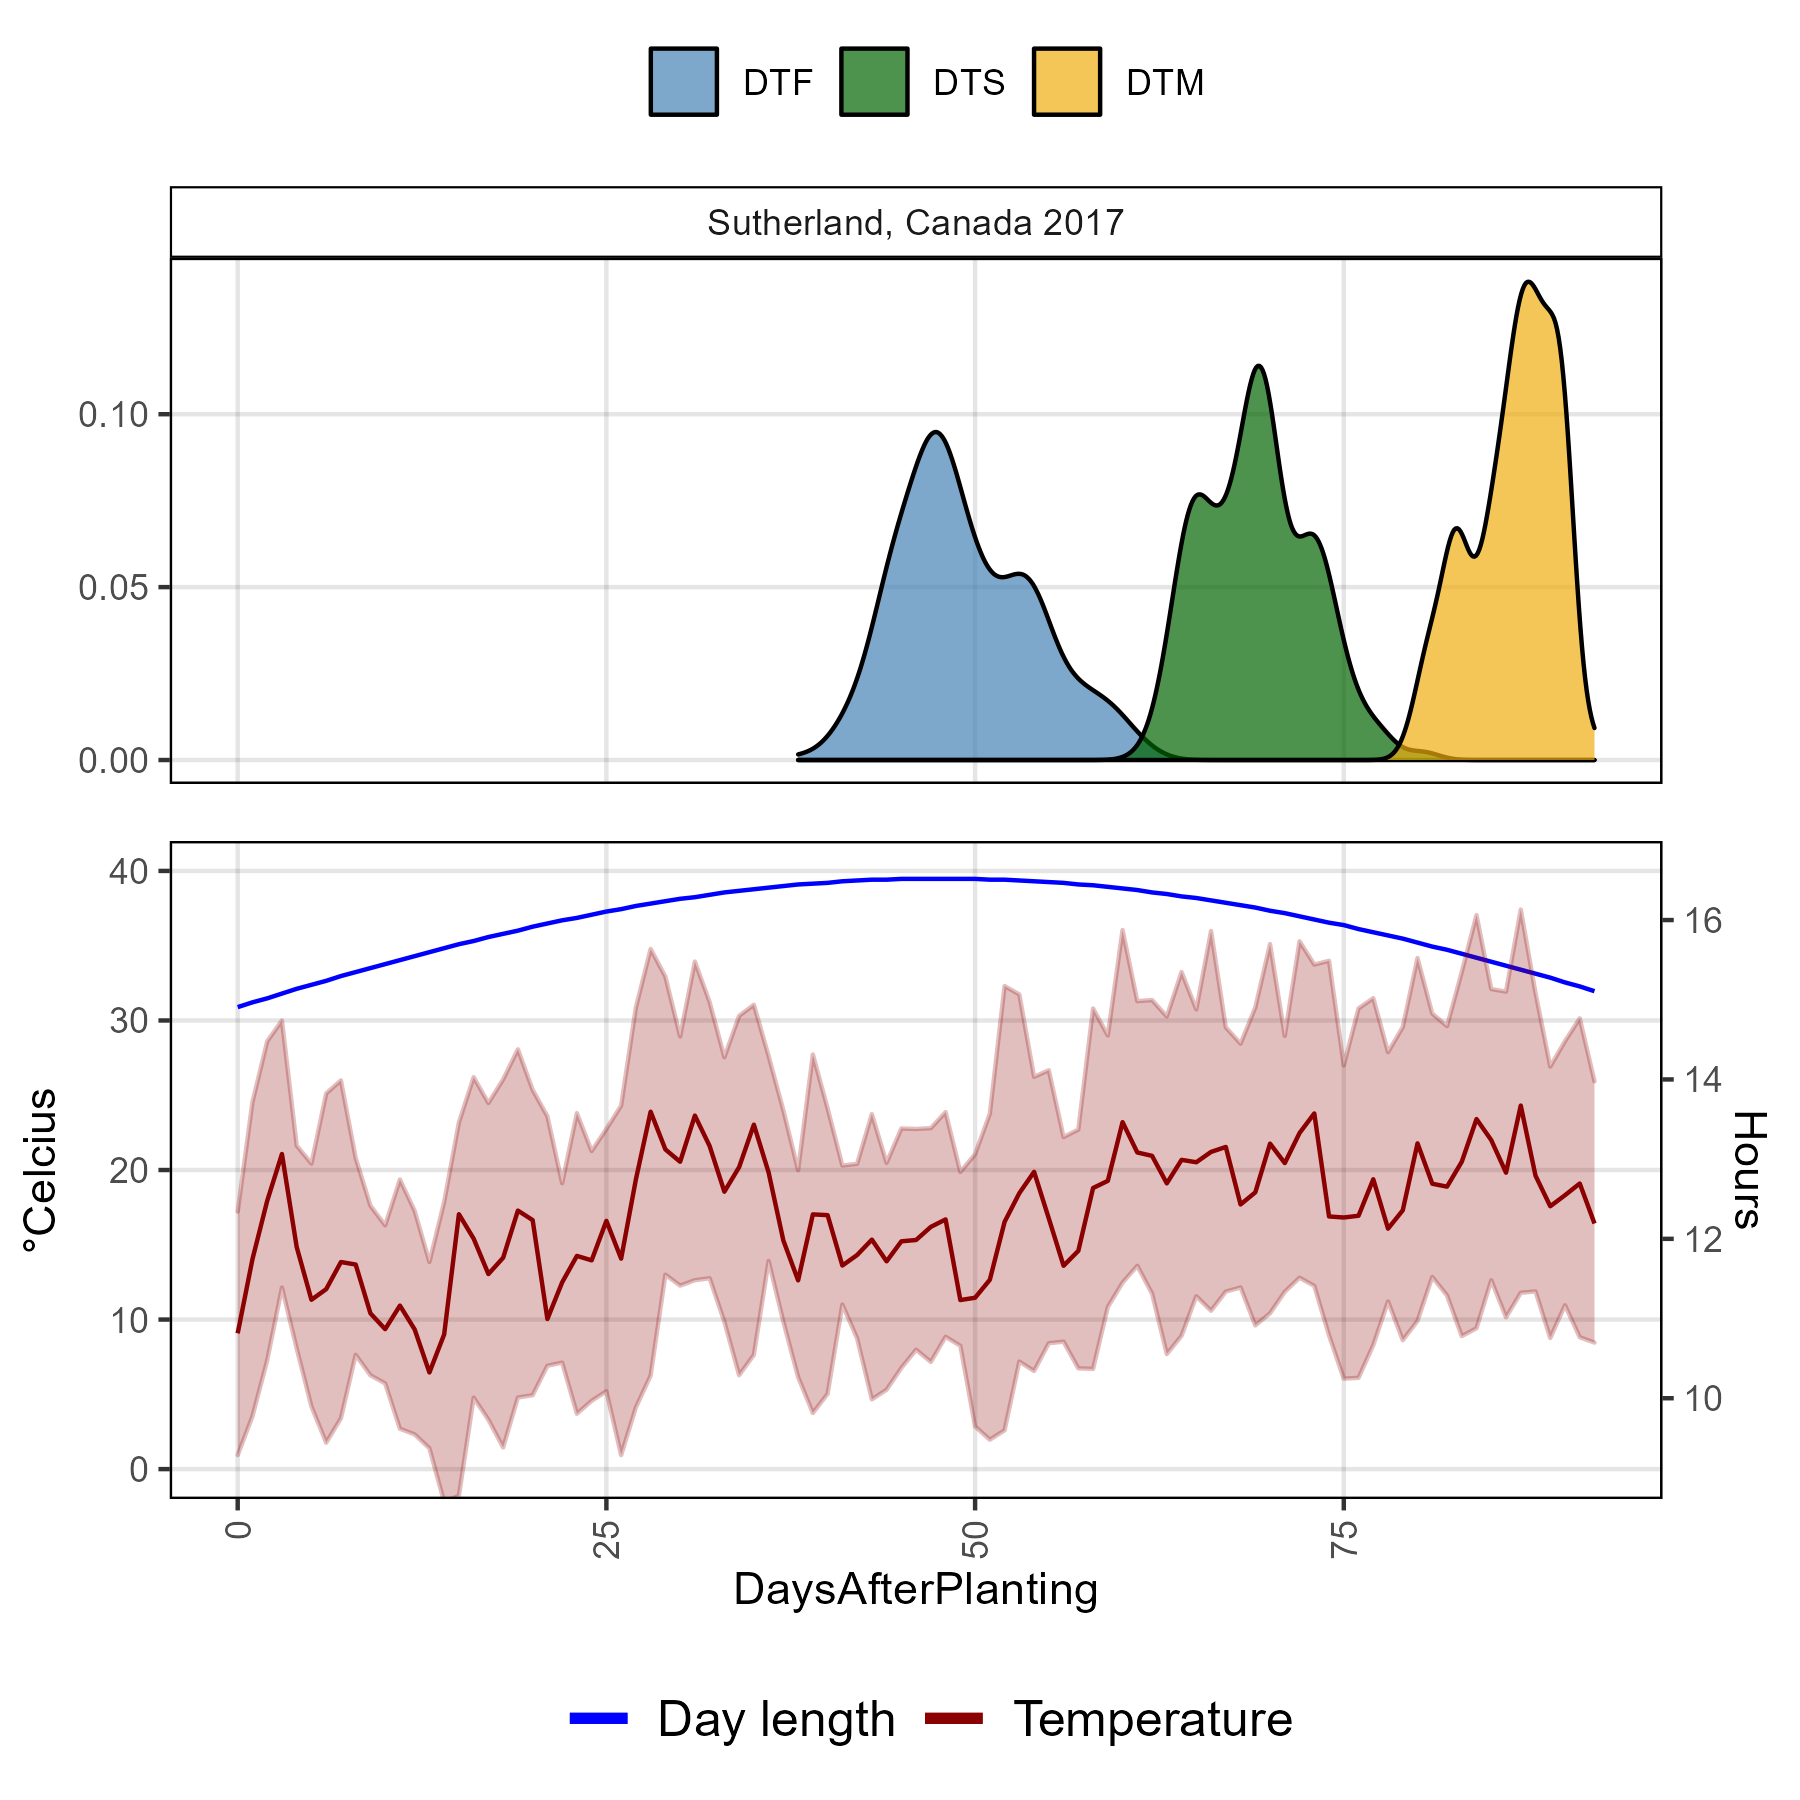 DTF DTS DTM
Sutherland, Canada 2017
0.10
0.05
0.00
40
30
20
10
0
°Celcius
16
14
12
10
Hours
0 25 50 75
DaysAfterPlanting
Day length Temperature